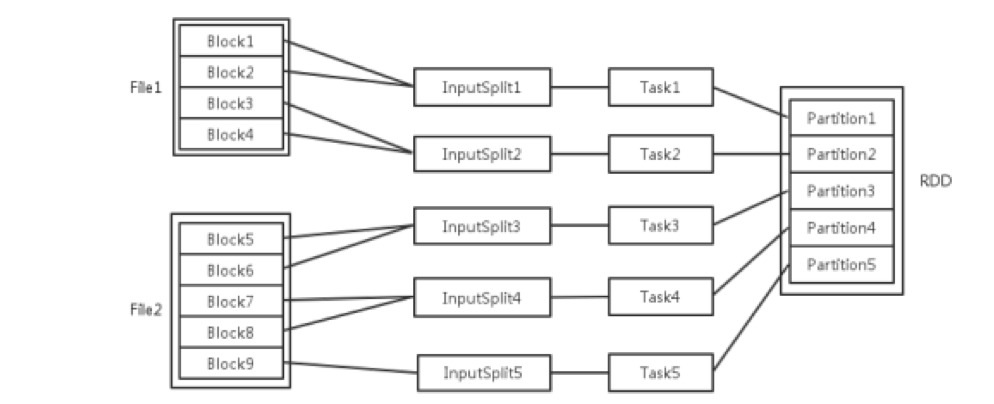 File1
Block1
Block2
Block3
Block4
File2
Block5
Block6
Block7
Block8
Block9
InputSplit1
InputSplit2
InputSplit3
InputSplit4
InputSplit5
Task1
Task2
Task3
Task4
Task5
Partition1
Partition2
Partition3
Partition4
Partition5
RDD